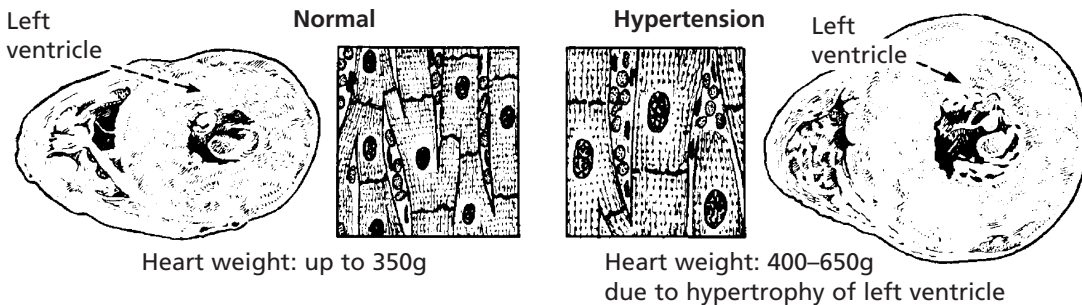 Normal
Left
ventricle
Heart weight: up to 350g
Hypertension
Left
ventricle
Heart weight: 400–650g
due to hypertrophy of left ventricle